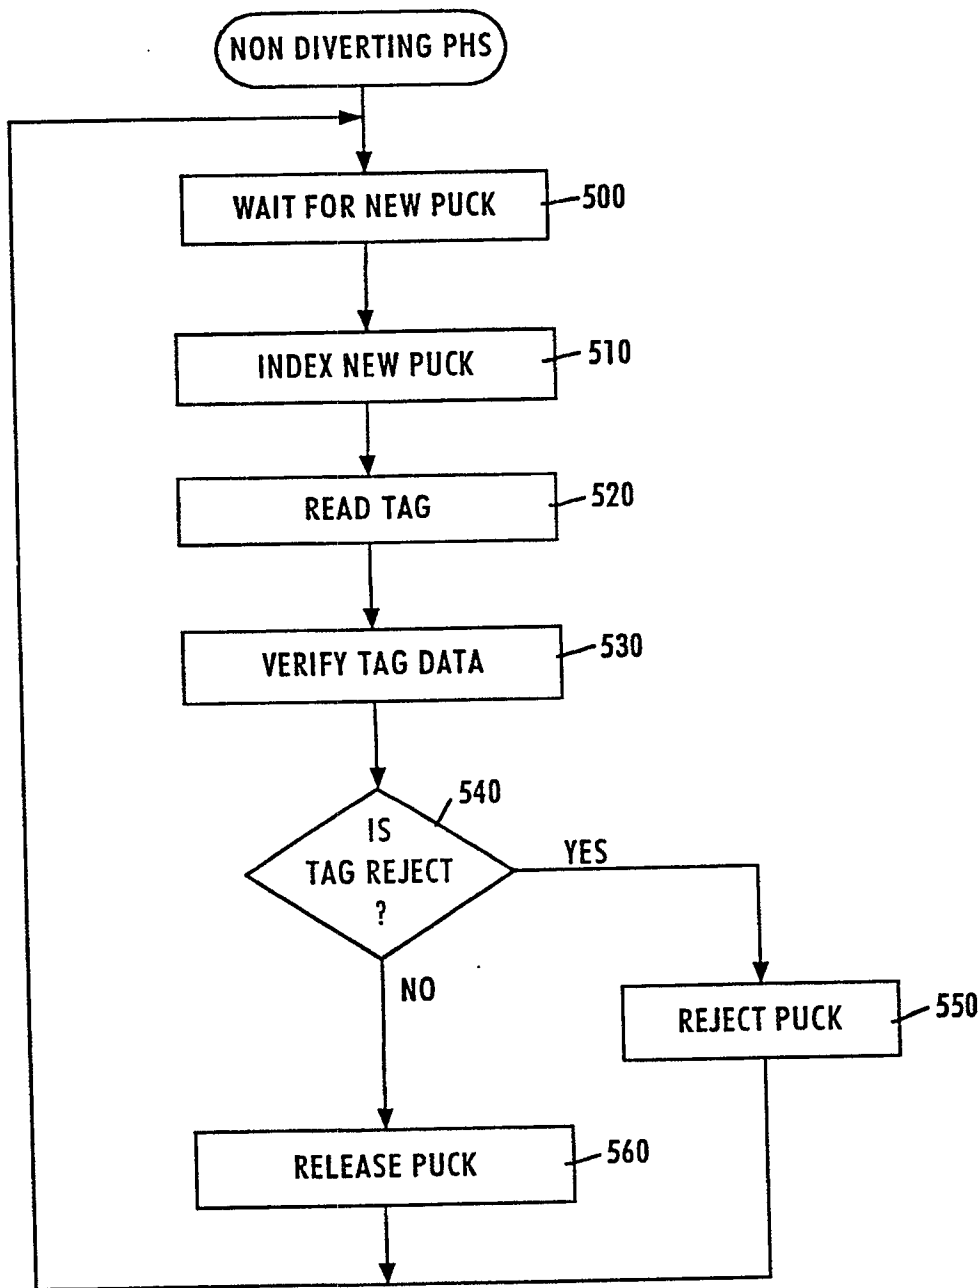 NON DIVERTING PHS
WAIT FOR NEW PUCK
500
INDEX NEW PUCK
510
READ TAG
520
VERIFY TAG DATA
530
540
IS
TAG REJECT
?
YES
NO
REJECT PUCK
550
RELEASE PUCK
560